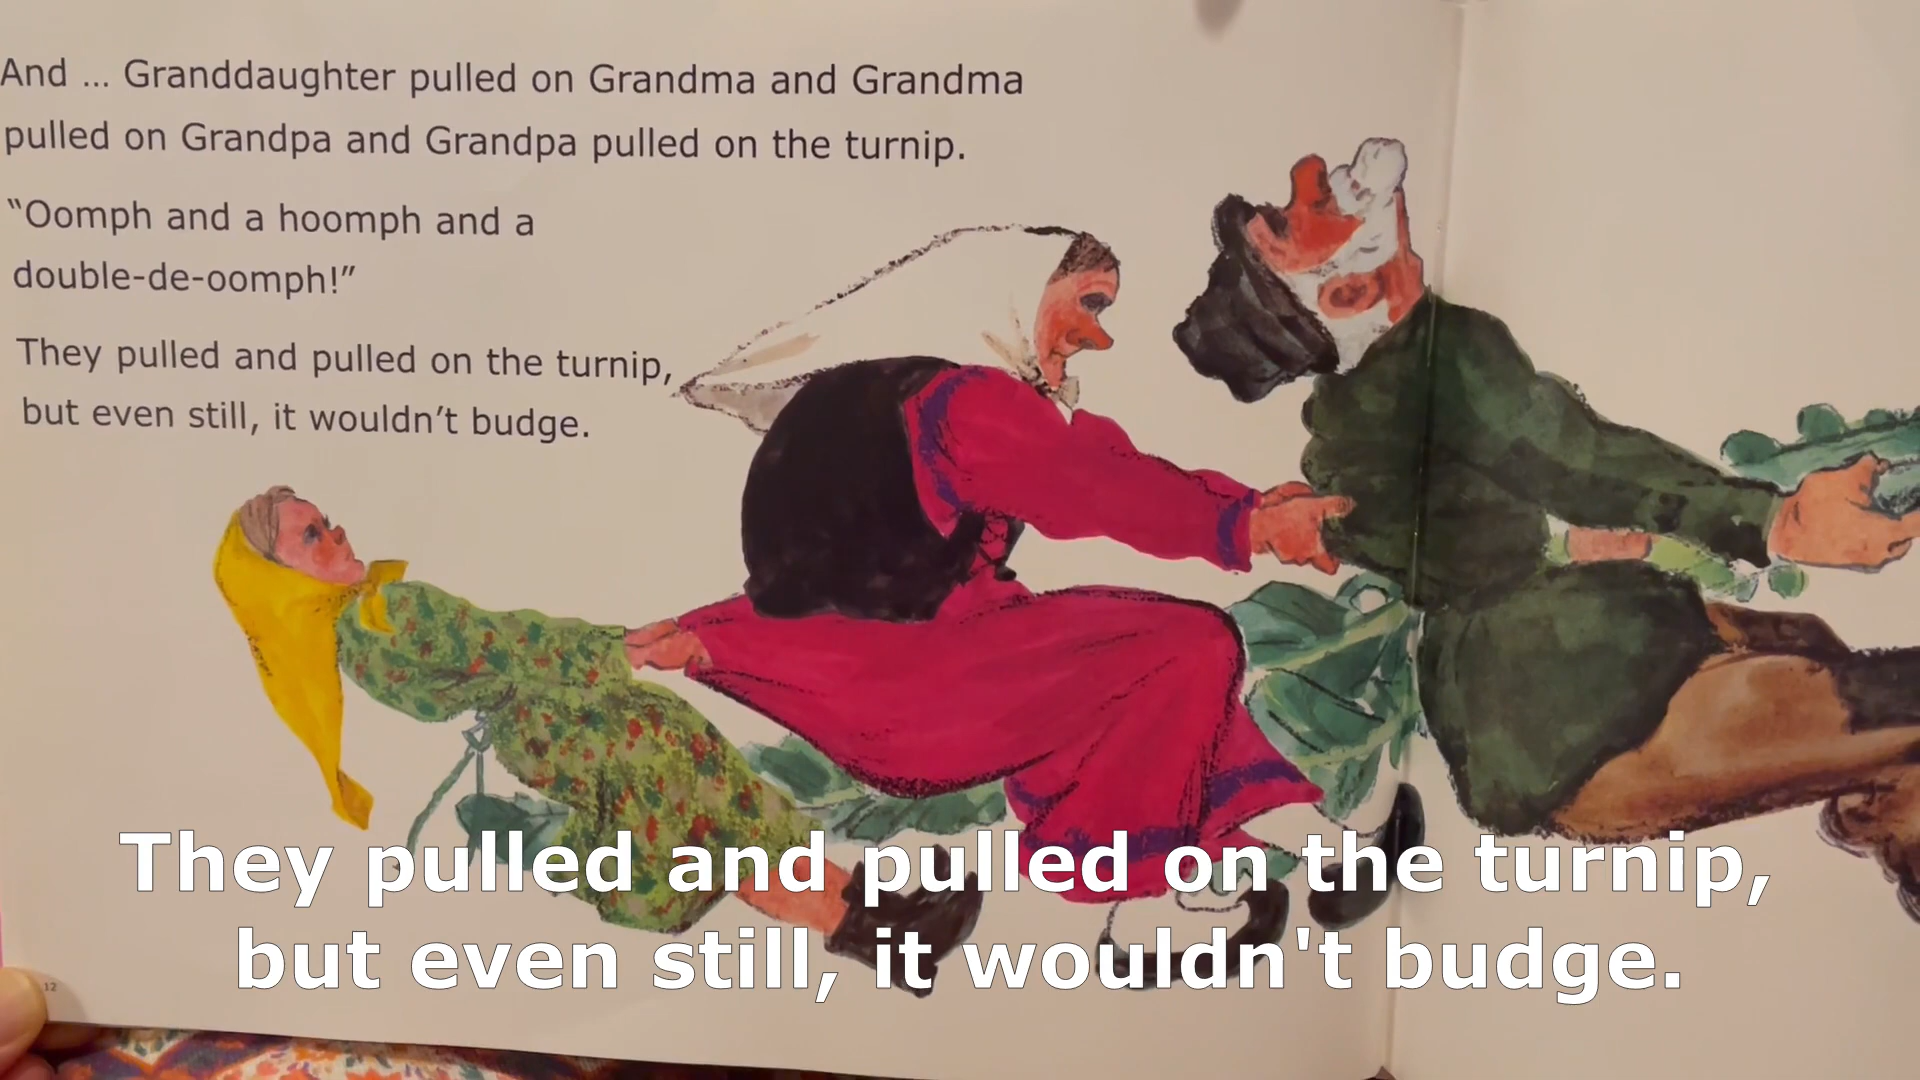 And ... Granddaughter pulled on Grandma and Grandma
pulled on Grandpa and Grandpa pulled on the turnip.
“Oomph and a hoomph and a
double-de-oomph!”
They pulled and pulled on the turnip,
but even still, it wouldn’t budge.
They pulled and pulled on the turnip,
but even still, it wouldn't budge.
12